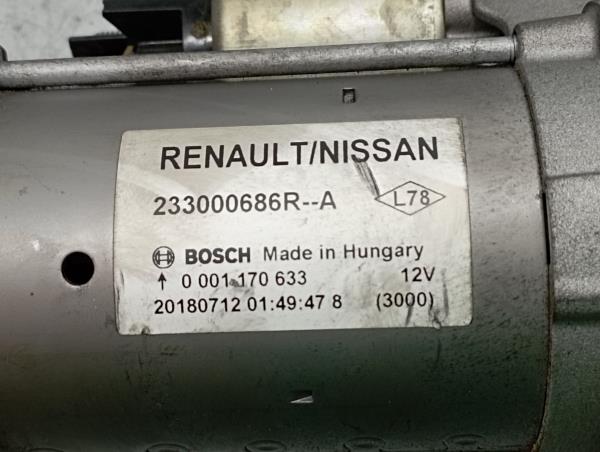 RENAULT/NISSAN
233000686R--A L78
BOSCH Made in Hungary
↑ 0 001 170 633 12V
20180712 01:49:47 8 (3000)